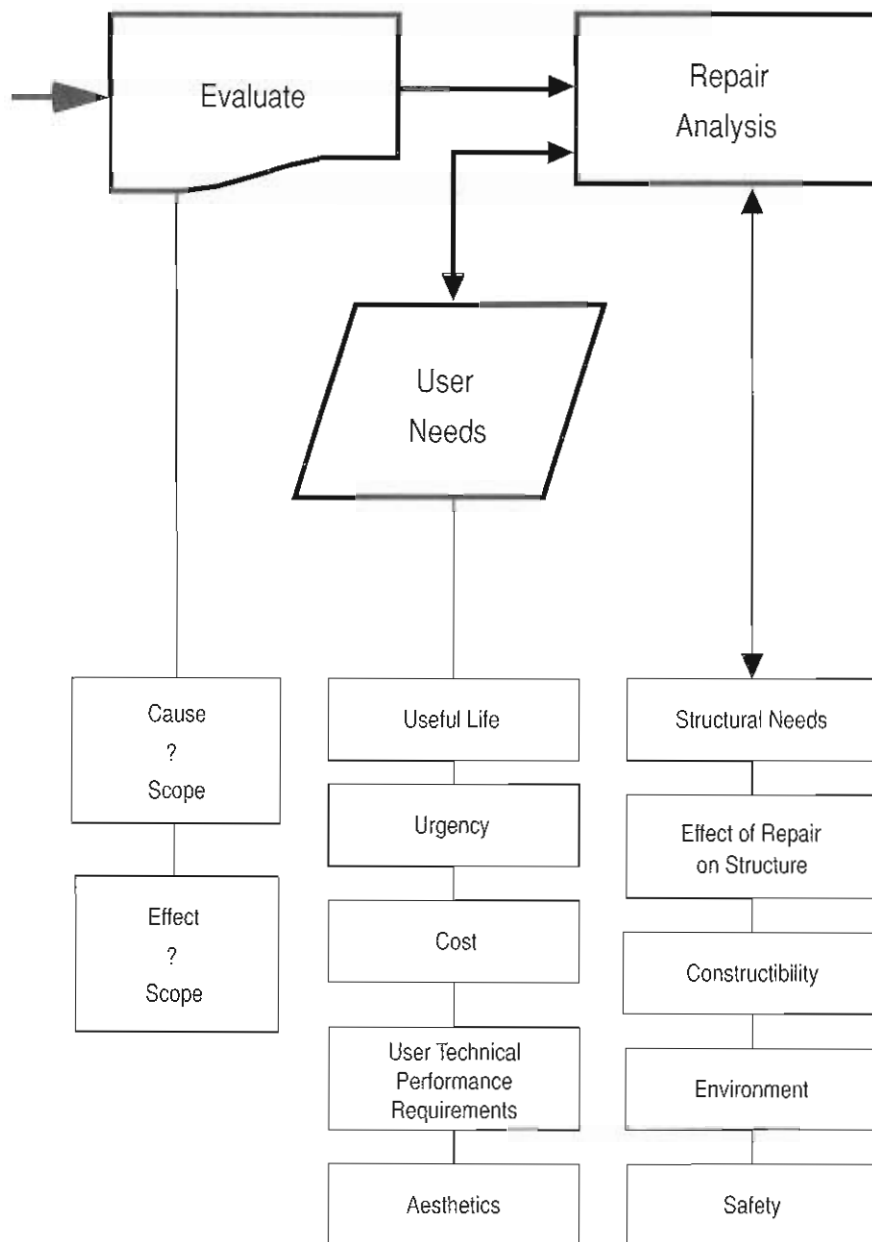 Evaluate
Repair
Analysis
User
Needs
Cause
?
Scope
Effect
?
Scope
Useful Life
Urgency
Cost
User Technical
Performance
Requirements
Aesthetics
Structural Needs
Effect of Repair
on Structure
Constructibility
Environment
Safety